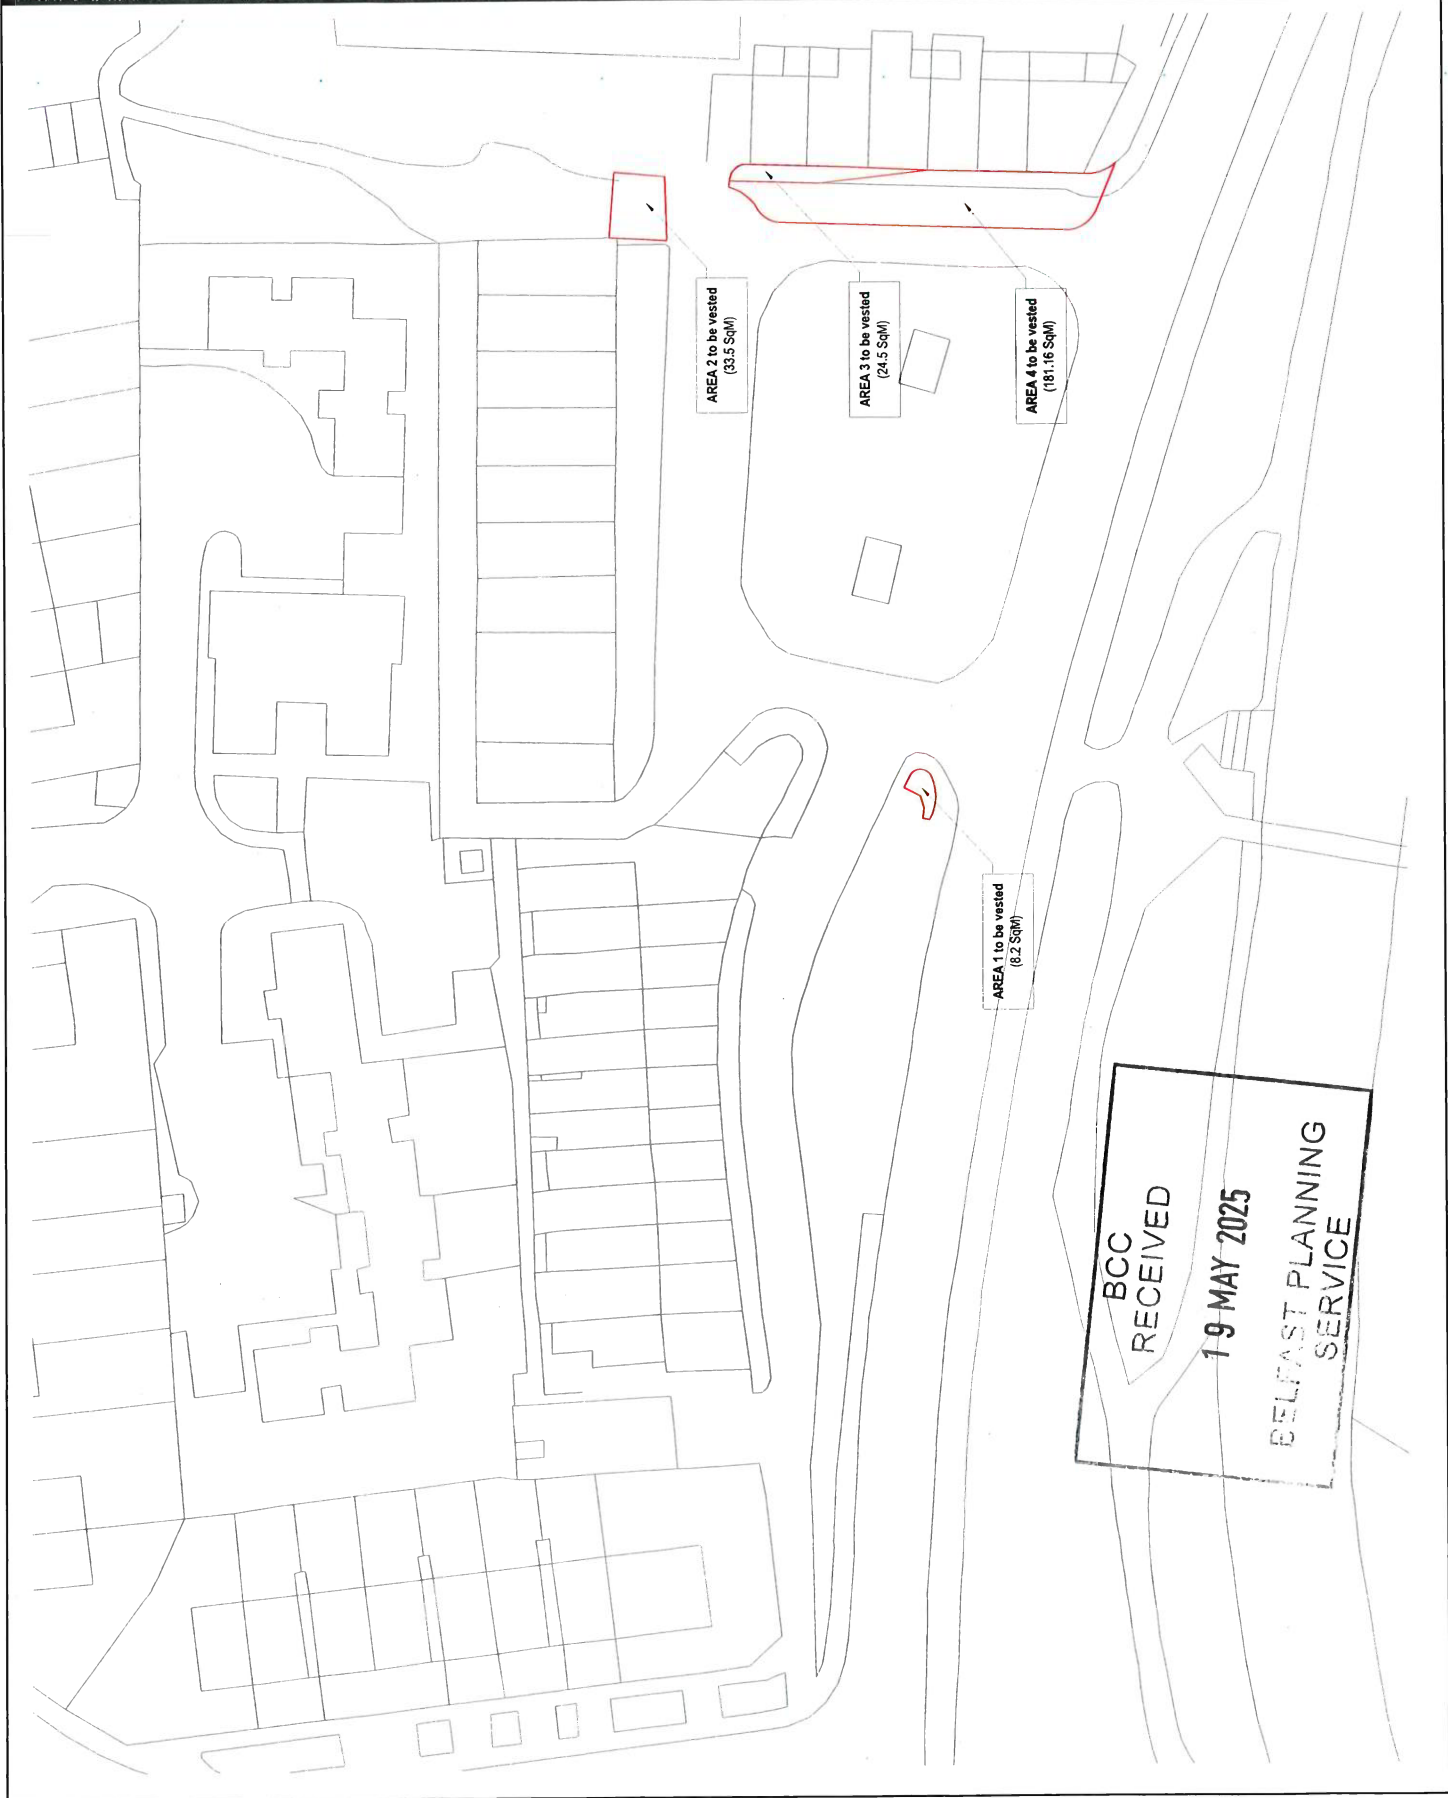 AREA 2 to be vested
(33.5 SqM)
AREA 3 to be vested
(24.5 SqM)
AREA 4 to be vested
(181.16 SqM)
AREA 1 to be vested
(8.2 SqM)
BCC
RECEIVED
19 MAY 2025
BELFAST PLANNING
SERVICE